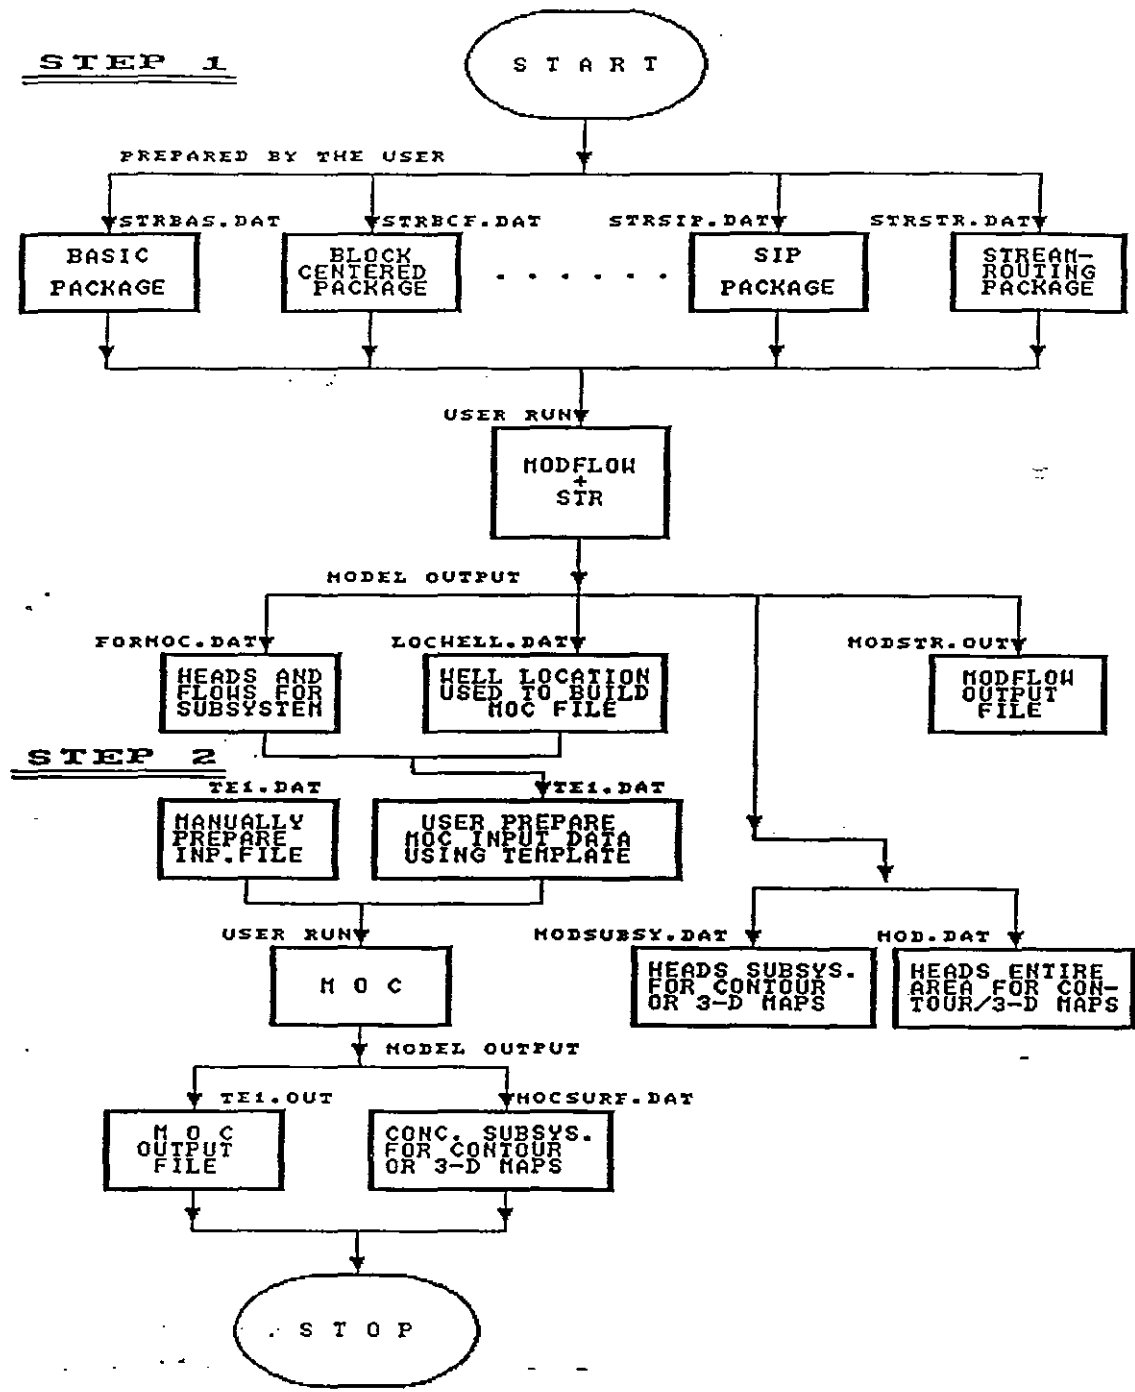 STEP 1
S T A R T
PREPARED BY THE USER
STRBAS.DAT
STRBCF.DAT
STRSIP.DAT
STRSTR.DAT
BASIC
PACKAGE
BLOCK
CENTERED
PACKAGE
. . . . . .
SIP
PACKAGE
STREAM-
ROUTING
PACKAGE
USER RUN
MODFLOW
+
STR
MODEL OUTPUT
FORMOC.DAT
LOCWELL.DAT
MODSTR.OUT
HEADS AND
FLOWS FOR
SUBSYSTEM
WELL LOCATION
USED TO BUILD
MOC FILE
MODFLOW
OUTPUT
FILE
STEP 2
TE1.DAT
TE1.DAT
MANUALLY
PREPARE
INP.FILE
USER PREPARE
MOC INPUT DATA
USING TEMPLATE
USER RUN
MODSUBSY.DAT
MOD.DAT
M O C
HEADS SUBSYS.
FOR CONTOUR
OR 3-D MAPS
HEADS ENTIRE
AREA FOR CON-
TOUR/3-D MAPS
MODEL OUTPUT
TE1.OUT
MOCSURF.DAT
M O C
OUTPUT
FILE
CONC. SUBSYS.
FOR CONTOUR
OR 3-D MAPS
S T O P